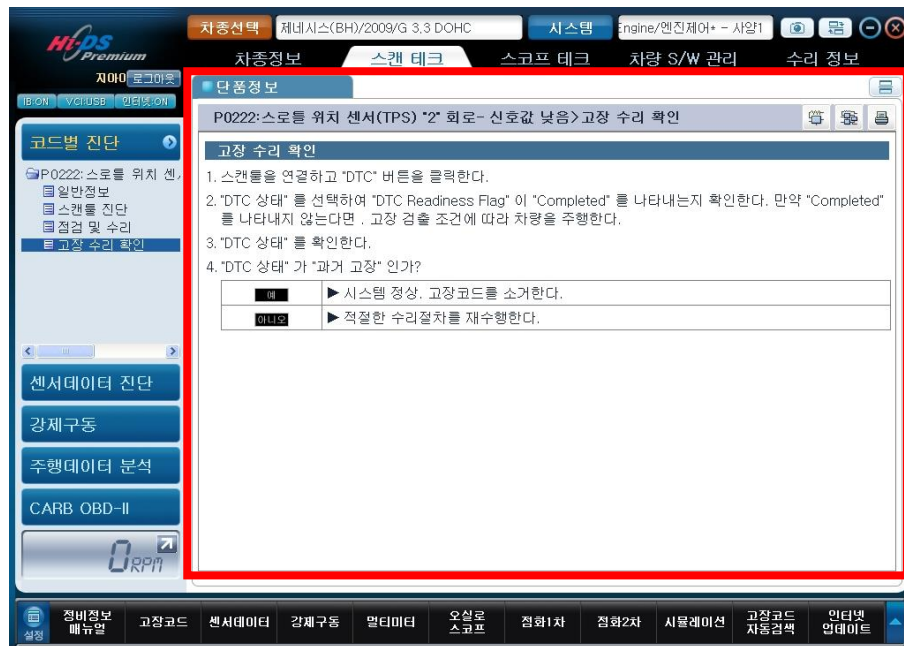 Hi-DS
Premium
차종선택 제네시스(BH)/2009/G 3.3 DOHC 시스템 Engine/엔진제어• - 사양1
차종정보 스캔 테크 스코프 테크 차량 S/W 관리 수리 정보
지아이 로그아웃
IB:ON VCI:USB 인터넷:ON
단품정보
P0222:스로틀 위치 센서(TPS) "2" 회로- 신호값 낮음>고장 수리 확인
코드별 진단
P0222:스로틀 위치 센,
일반정보
스캔툴 진단
점검 및 수리
고장 수리 확인
고장 수리 확인
1. 스캔툴을 연결하고 "DTC" 버튼을 클릭한다.
2. "DTC 상태" 를 선택하여 "DTC Readiness Flag" 이 "Completed" 를 나타내는지 확인한다. 만약 "Completed"
를 나타내지 않는다면 . 고장 검출 조건에 따라 차량을 주행한다.
3. "DTC 상태" 를 확인한다.
4. "DTC 상태" 가 "과거 고장" 인가?
예 ▶ 시스템 정상. 고장코드를 소거한다.
아니오 ▶ 적절한 수리절차를 재수행한다.
센서데이터 진단
강제구동
주행데이터 분석
CARB OBD-II
0 RPM
설정
정비정보
매뉴얼
고장코드
센서데이터
강제구동
멀티미터
오실로
스코프
점화1차
점화2차
시뮬레이션
고장코드
자동검색
인터넷
업데이트